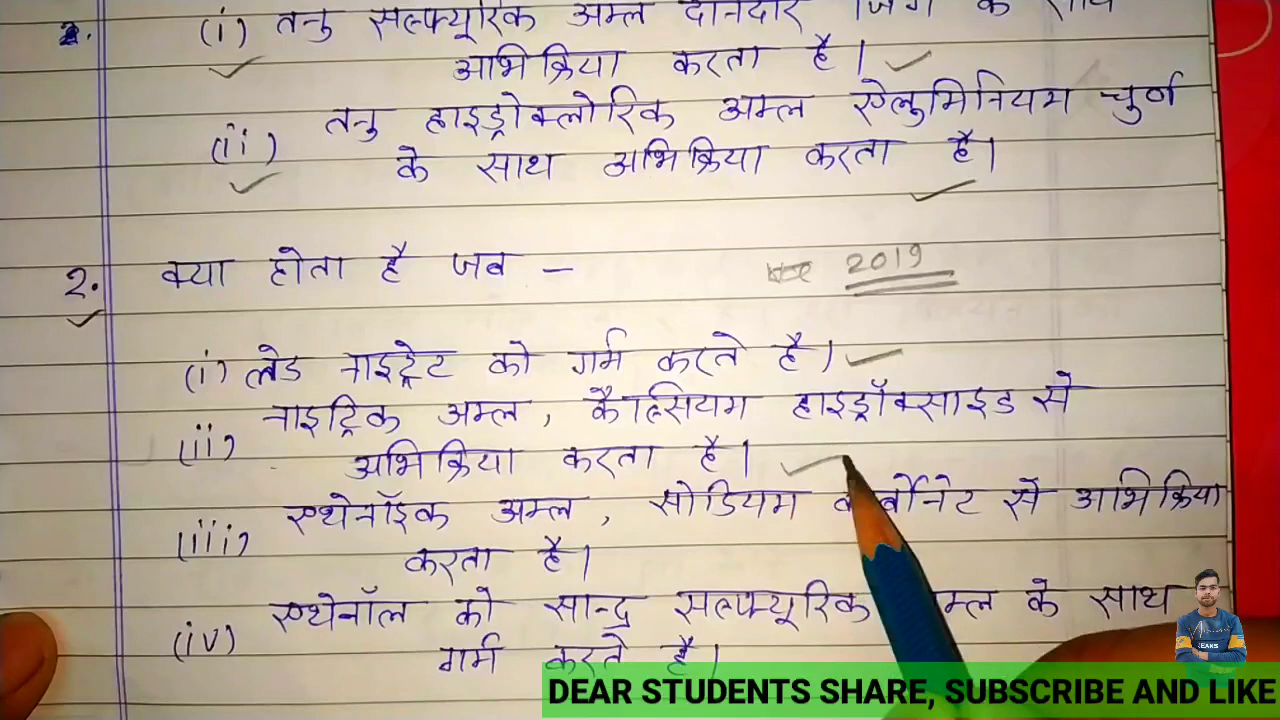 2. (i) तनु सल्फ्यूरिक अम्ल दानेदार जिंग के साथ
अभिक्रिया करता है।
(ii) तनु हाइड्रोक्लोरिक अम्ल ऐलुमिनियम चुर्ण
के साथ अभिक्रिया करता है।
2. क्या होता है जब - 2019
(i) लेड नाइट्रेट को गर्म करते है।
(ii) नाइट्रिक अम्ल, कैल्सियम हाइड्रॉक्साइड से
अभिक्रिया करता है।
(iii) एथेनॉइक अम्ल, सोडियम र्बोनेट से अभिक्रिया
करता है।
(iv) एथेनॉल को सान्द्र सल्फ्यूरिक म्ल के साथ
गर्म करते है।
DEAR STUDENTS SHARE, SUBSCRIBE AND LIKE